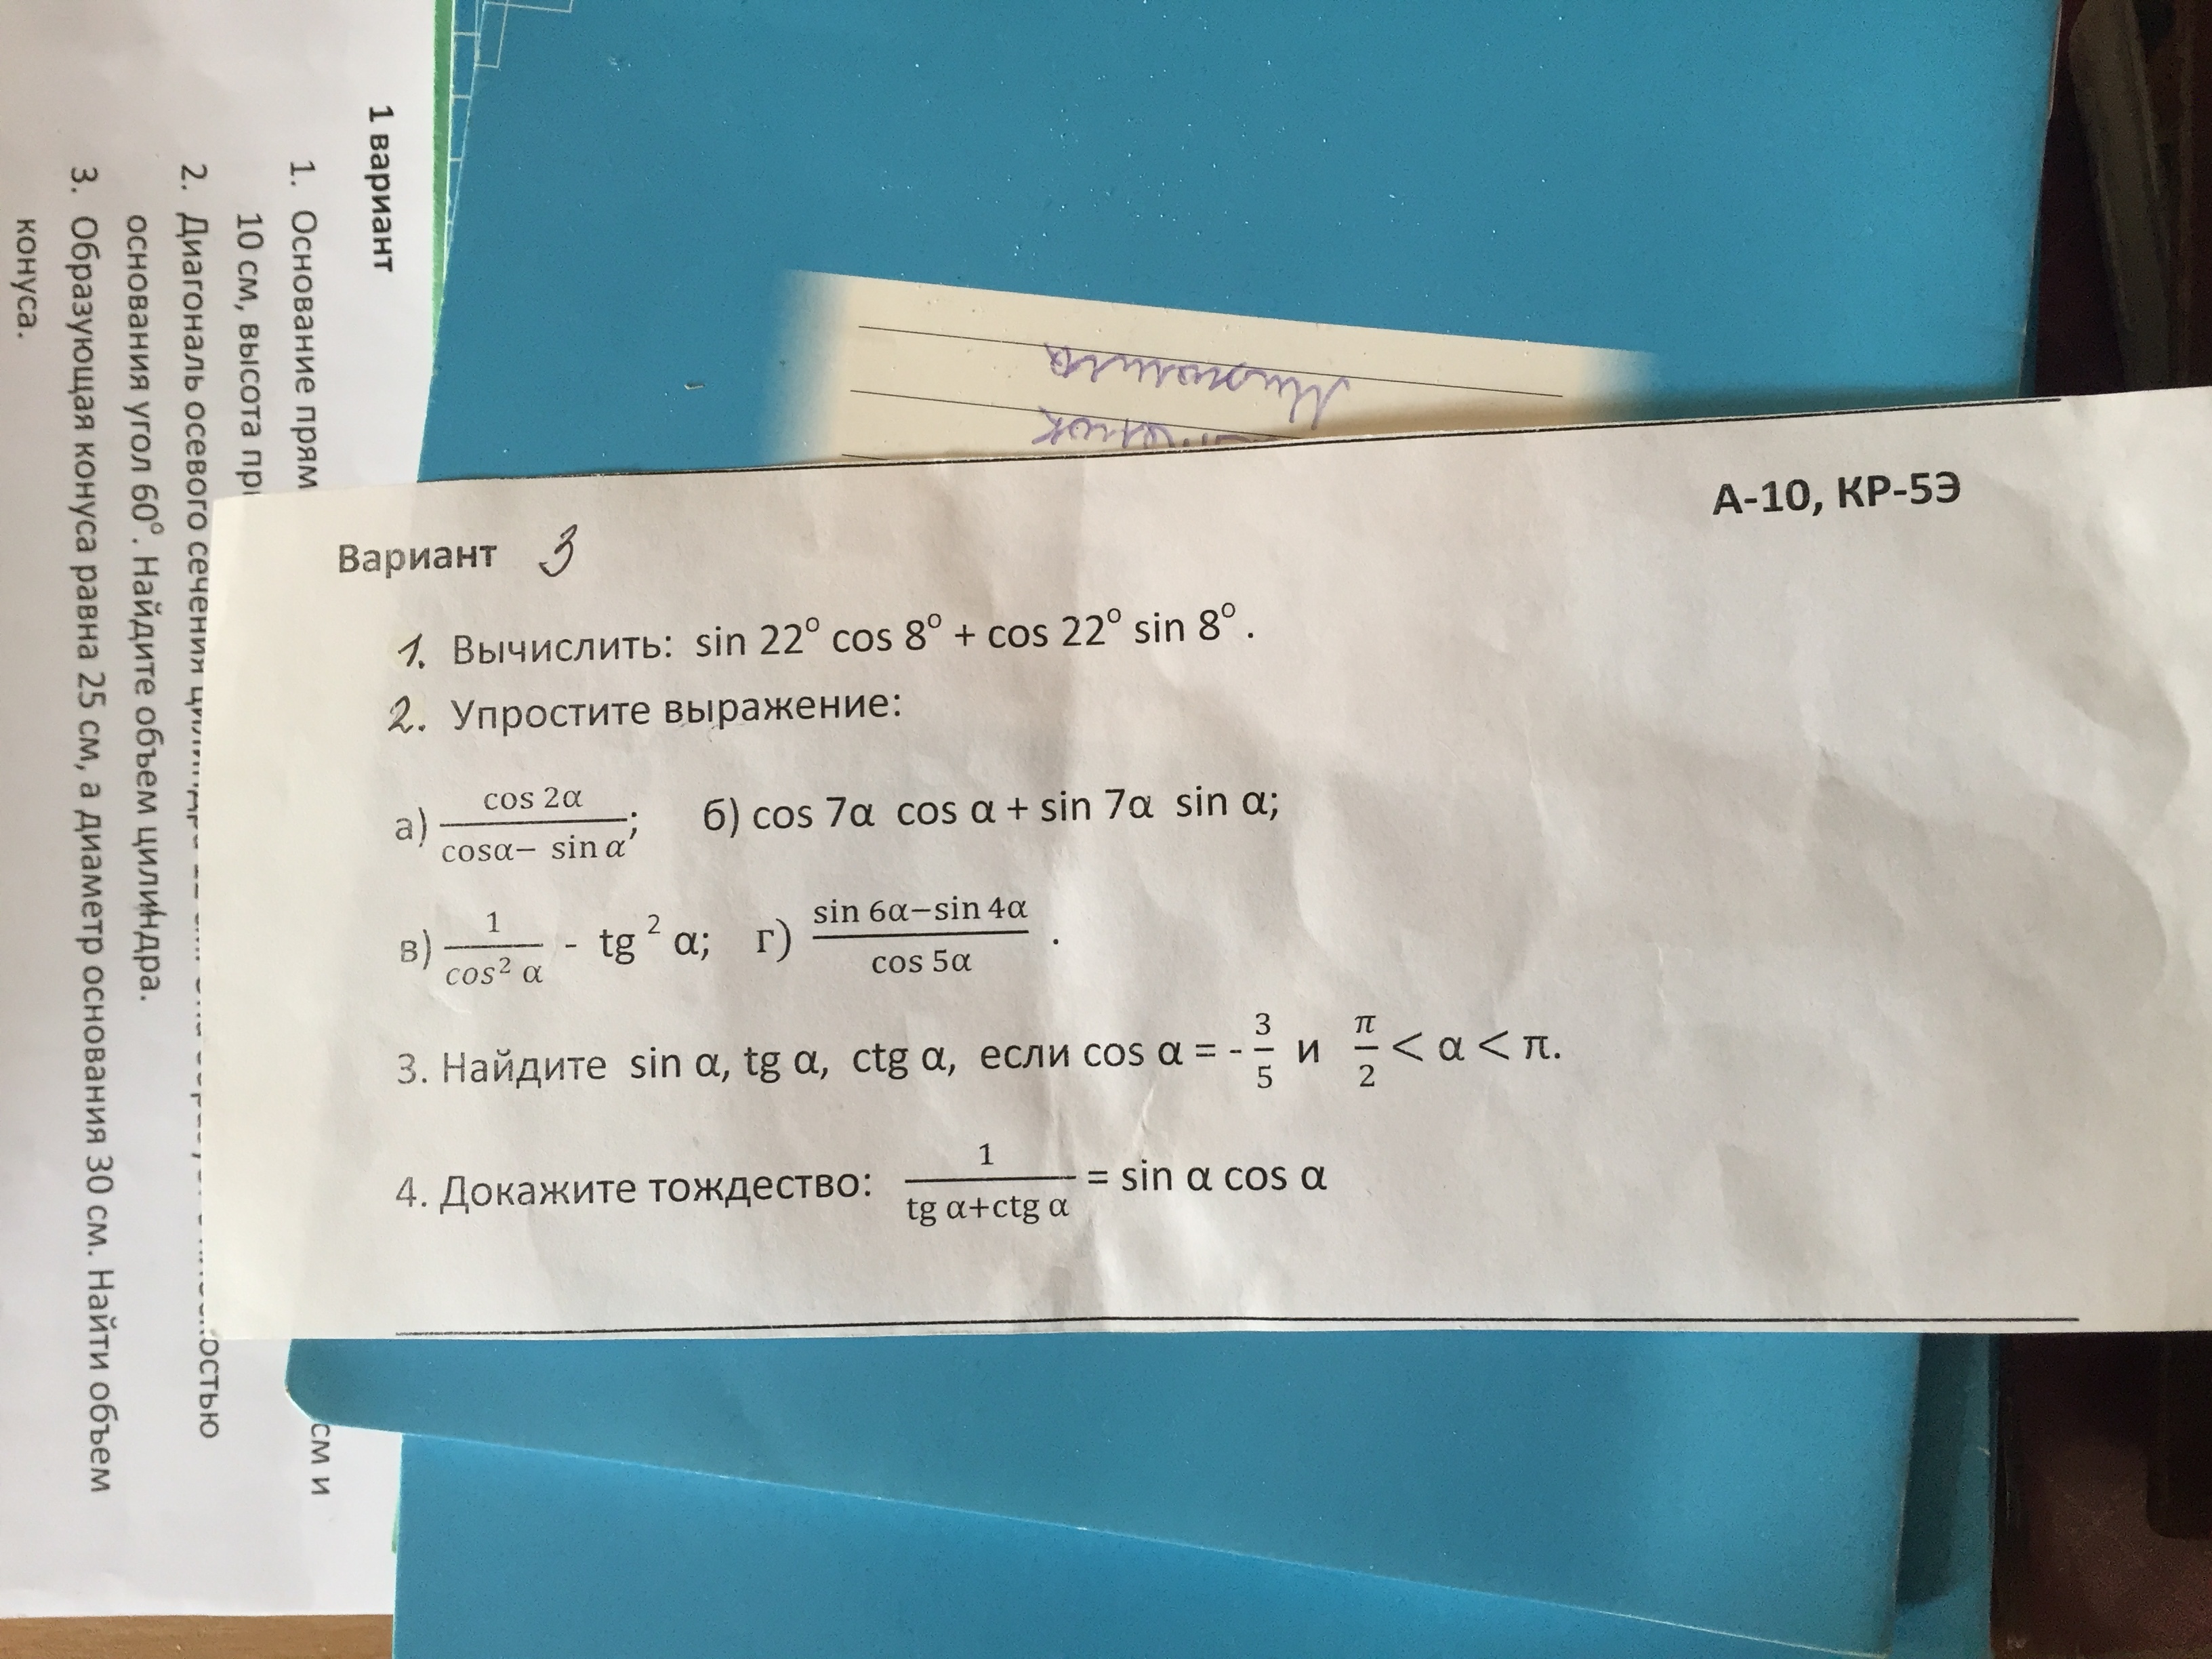 А-10, КР-5Э
Вариант 3
1. Вычислить: sin 22° cos 8° + cos 22° sin 8° .
2. Упростите выражение:
а) cos 2α / cosα− sin α; б) cos 7α cos α + sin 7α sin α;
в) 1 / cos² α - tg ² α; г) sin 6α−sin 4α / cos 5α .
3. Найдите sin α, tg α, ctg α, если cos α = - 3/5 и π/2 < α < π.
4. Докажите тождество: 1 / tg α+ctg α = sin α cos α
1 вариант
1. Основание прям
см и
10 см, высота
2. Диагональ осевого сечения
основания угол 60°. Найдите объем цилиндра.
3. Образующая конуса равна 25 см, а диаметр основания 30 см. Найти объем
конуса.